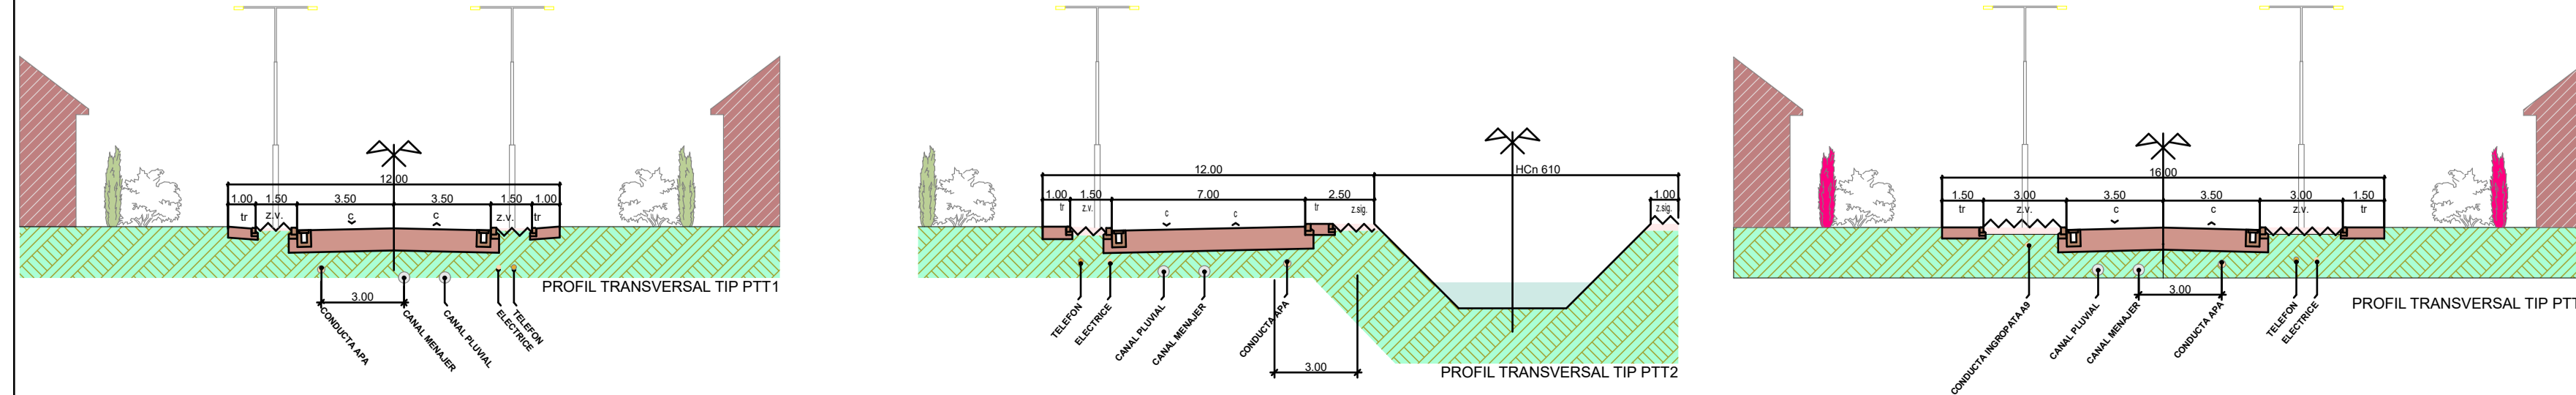 12.00
1.00 1.50 3.50 3.50 1.50 1.00
tr z.v. c c z.v. tr
3.00
CONDUCTA APA
CANAL MENAJER
CANAL PLUVIAL
ELECTRICE
TELEFON
PROFIL TRANSVERSAL TIP PTT1
12.00 HCn 610
1.00 1.50 7.00 2.50 1.00
tr z.v. c c tr z.sig. z.sig.
TELEFON
ELECTRICE
CANAL PLUVIAL
CANAL MENAJER
CONDUCTA APA
3.00
PROFIL TRANSVERSAL TIP PTT2
16.00
1.50 3.00 3.50 3.50 3.00 1.50
tr z.v. c c z.v. tr
3.00
CONDUCTA INGROPATA A9
CANAL PLUVIAL
CANAL MENAJER
CONDUCTA APA
TELEFON
ELECTRICE
PROFIL TRANSVERSAL TIP